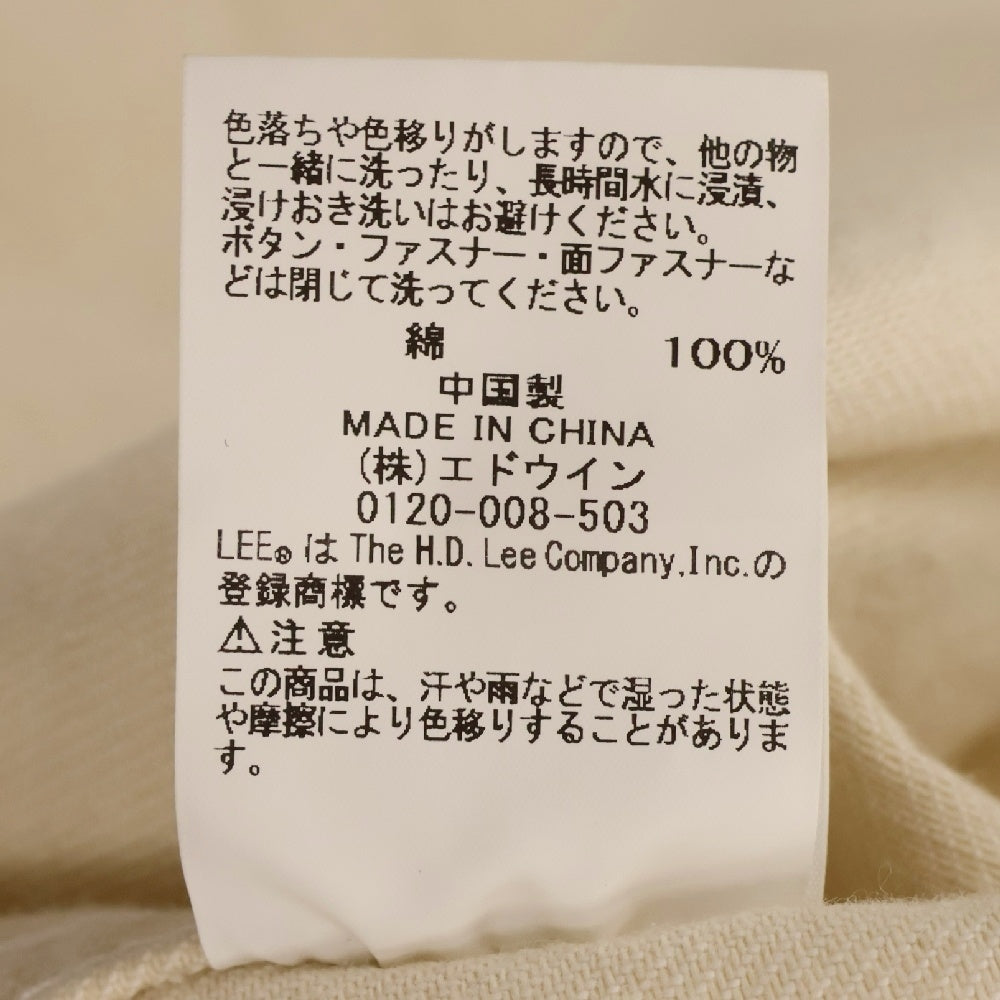 色落ちや色移りがしますので、他の物
と一緒に洗ったり、長時間水に浸漬、
浸けおき洗いはお避けください。
ボタン・ファスナー・面ファスナーな
どは閉じて洗ってください。
綿 100%
中国製
MADE IN CHINA
(株)エドウイン
0120-008-503
LEE® は The H.D. Lee Company,Inc.の
登録商標です。
⚠注意
この商品は、汗や雨などで湿った状態
や摩擦により色移りすることがありま
す。